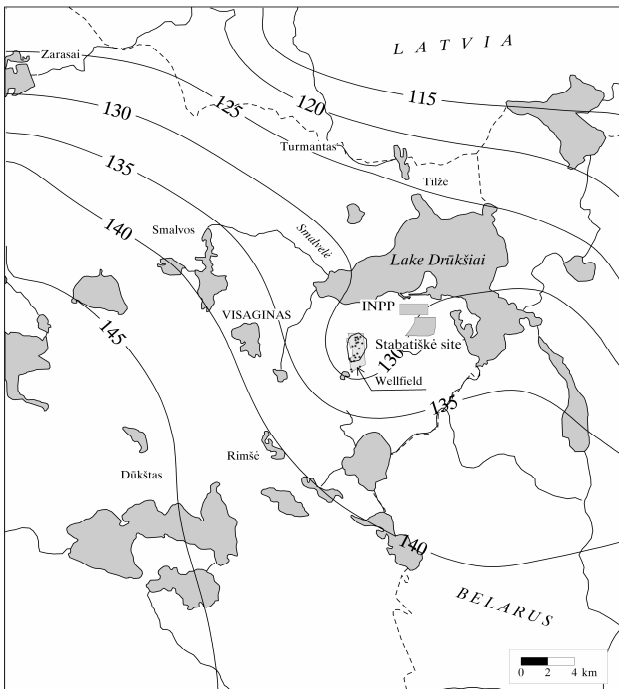 LATVIA
Zarasai
115
120
125
130
Turmantas
135
Tilže
140
Smalvos
Smalvelė
Lake Drūkšiai
INPP
VISAGINAS
145
Stabatiškė site
130
Wellfield
135
Rimšė
Dūkštas
140
BELARUS
0 2 4 km